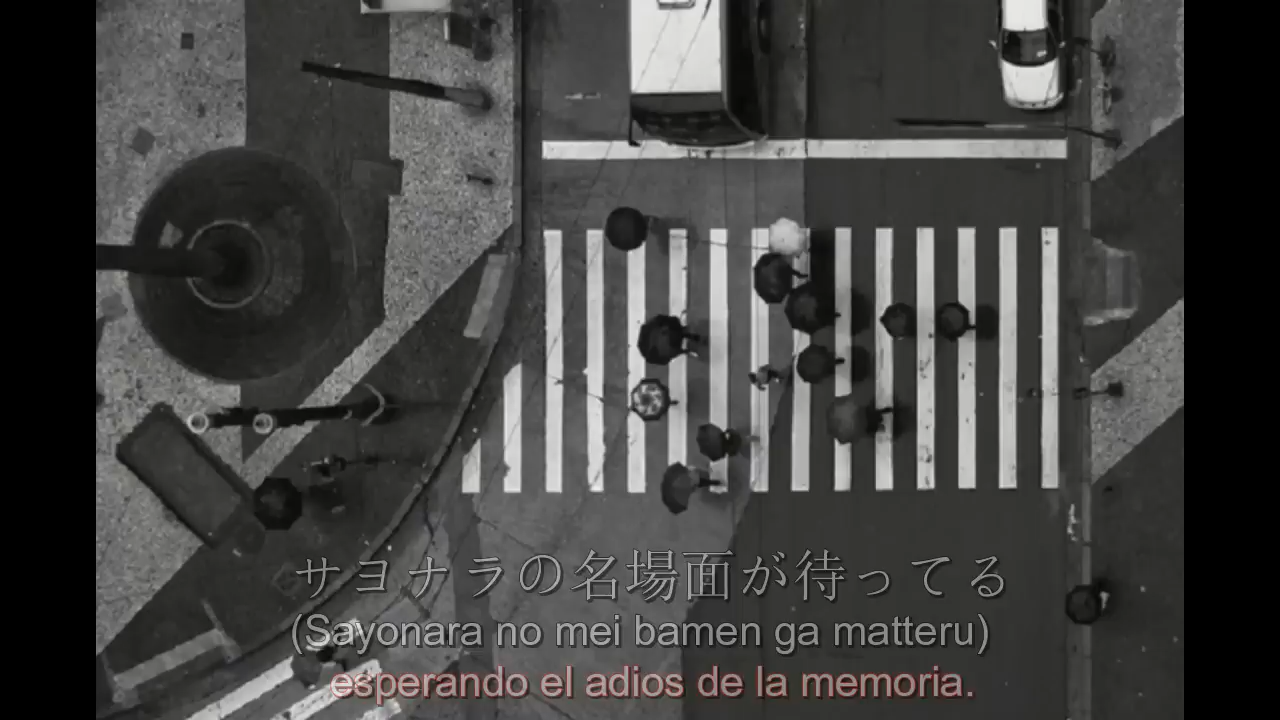 サヨナラの名場面が待ってる
(Sayonara no mei bamen ga matteru)
esperando el adios de la memoria.